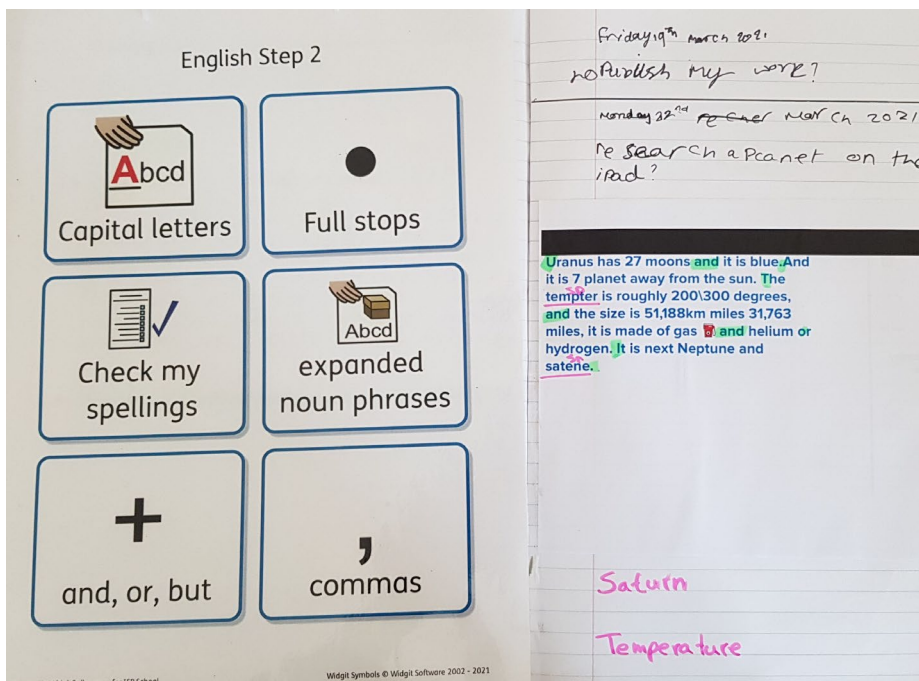 English Step 2
Abcd
Capital letters
Full stops
Check my
spellings
Abcd
expanded
noun phrases
and, or, but
,
commas
Widgit Symbols © Widgit Software 2002 - 2021
Friday 19th March 2021
Publish my work?
Monday 22nd March 2021
research a pcanet on the
ipad?
Uranus has 27 moons and it is blue.And
it is 7 planet away from the sun. The
sp
tempter is roughly 200\300 degrees,
and the size is 51,188km miles 31,763
miles, it is made of gas and helium or
hydrogen. It is next Neptune and
sp
satene.
Saturn
Temperature